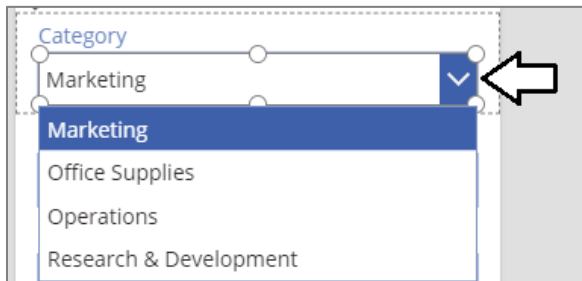 Category
Marketing
Marketing
Office Supplies
Operations
Research & Development